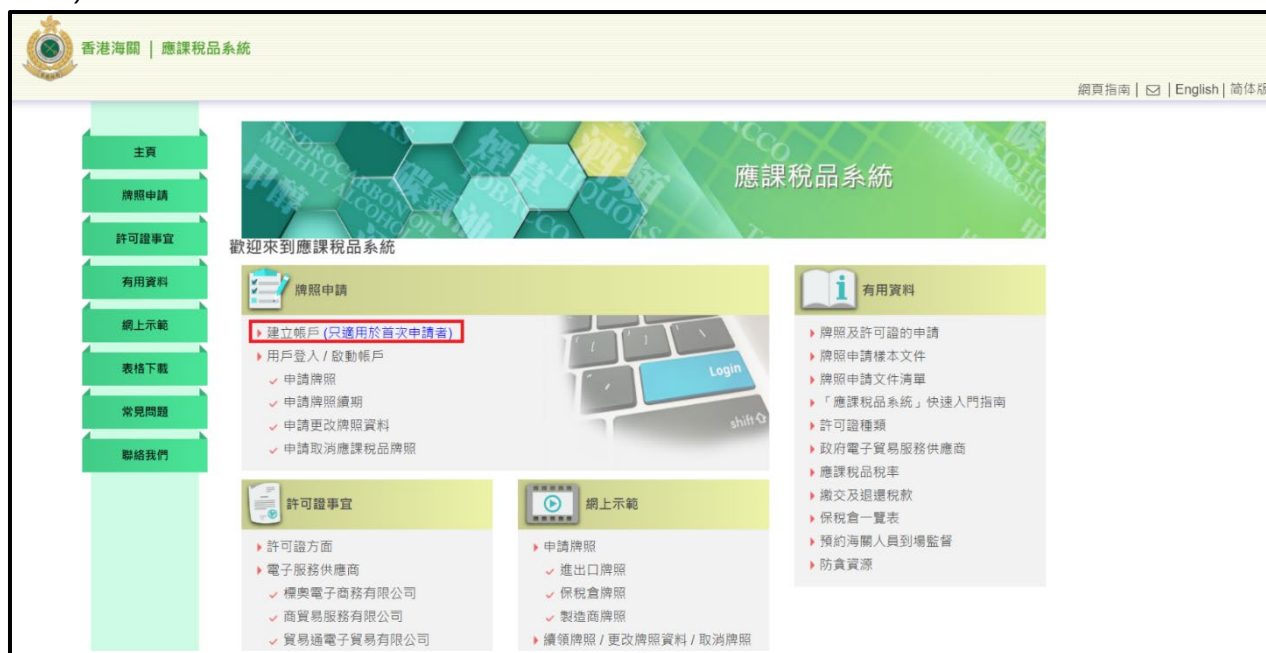 香港海關 | 應課稅品系統
網頁指南 | | English | 简体版
主頁
牌照申請
許可證事宜
有用資料
網上示範
表格下載
常見問題
聯絡我們
應課稅品系統
歡迎來到應課稅品系統
牌照申請
建立帳戶 (只適用於首次申請者)
用戶登入 / 啟動帳戶
申請牌照
申請牌照續期
申請更改牌照資料
申請取消應課稅品牌照
Login
shift
許可證事宜
許可證方面
電子服務供應商
標奧電子商務有限公司
商貿易服務有限公司
貿易通電子貿易有限公司
網上示範
申請牌照
進出口牌照
保稅倉牌照
製造商牌照
續領牌照 / 更改牌照資料 / 取消牌照
有用資料
牌照及許可證的申請
牌照申請樣本文件
牌照申請文件清單
「應課稅品系統」快速入門指南
許可證種類
政府電子貿易服務供應商
應課稅品稅率
繳交及退還稅款
保稅倉一覽表
預約海關人員到場監督
防貪資源